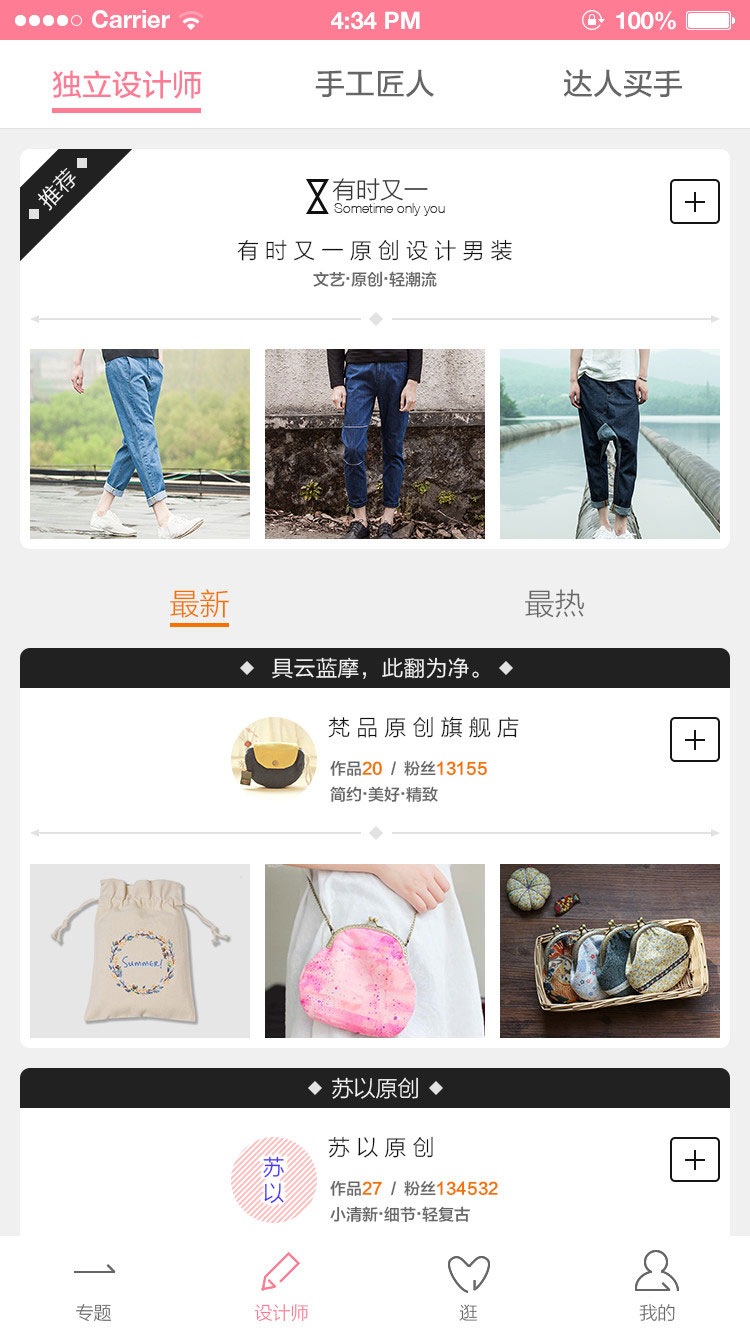 Carrier 4:34 PM 100%
独立设计师 手工匠人 达人买手
推荐
有时又一
Sometime only you
有时又一原创设计男装
文艺·原创·轻潮流
最新 最热
具云蓝摩，此翻为净。
梵品原创旗舰店
作品20 / 粉丝13155
简约·美好·精致
Summer!
苏以原创
苏以
苏以原创
作品27 / 粉丝134532
小清新·细节·轻复古
专题 设计师 逛 我的